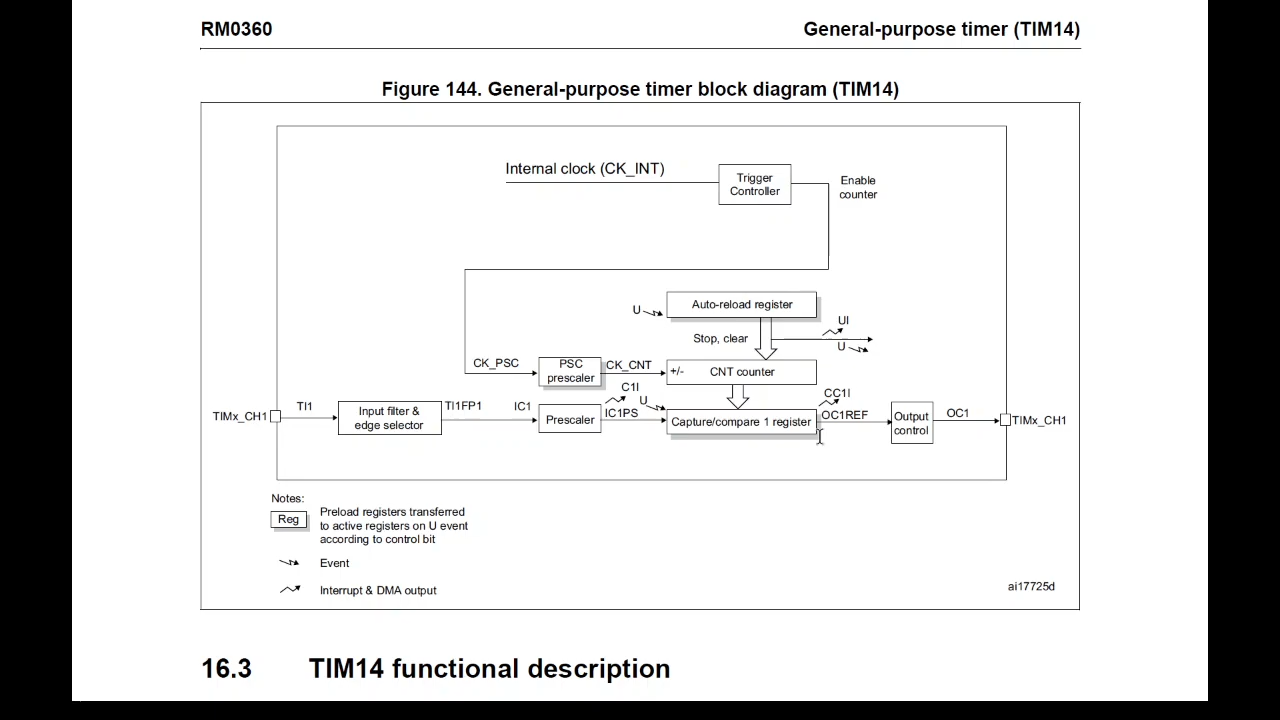 RM0360
General-purpose timer (TIM14)
Figure 144. General-purpose timer block diagram (TIM14)
Internal clock (CK_INT)
Trigger
Controller
Enable
counter
U
Auto-reload register
UI
Stop, clear
U
CK_PSC
PSC
prescaler
CK_CNT
+/-
CNT counter
C1I
U
CC1I
TIMx_CH1
TI1
Input filter &
edge selector
TI1FP1
IC1
Prescaler
IC1PS
Capture/compare 1 register
OC1REF
Output
control
OC1
TIMx_CH1
Notes:
Reg
Preload registers transferred
to active registers on U event
according to control bit
Event
Interrupt & DMA output
ai17725d
16.3 TIM14 functional description